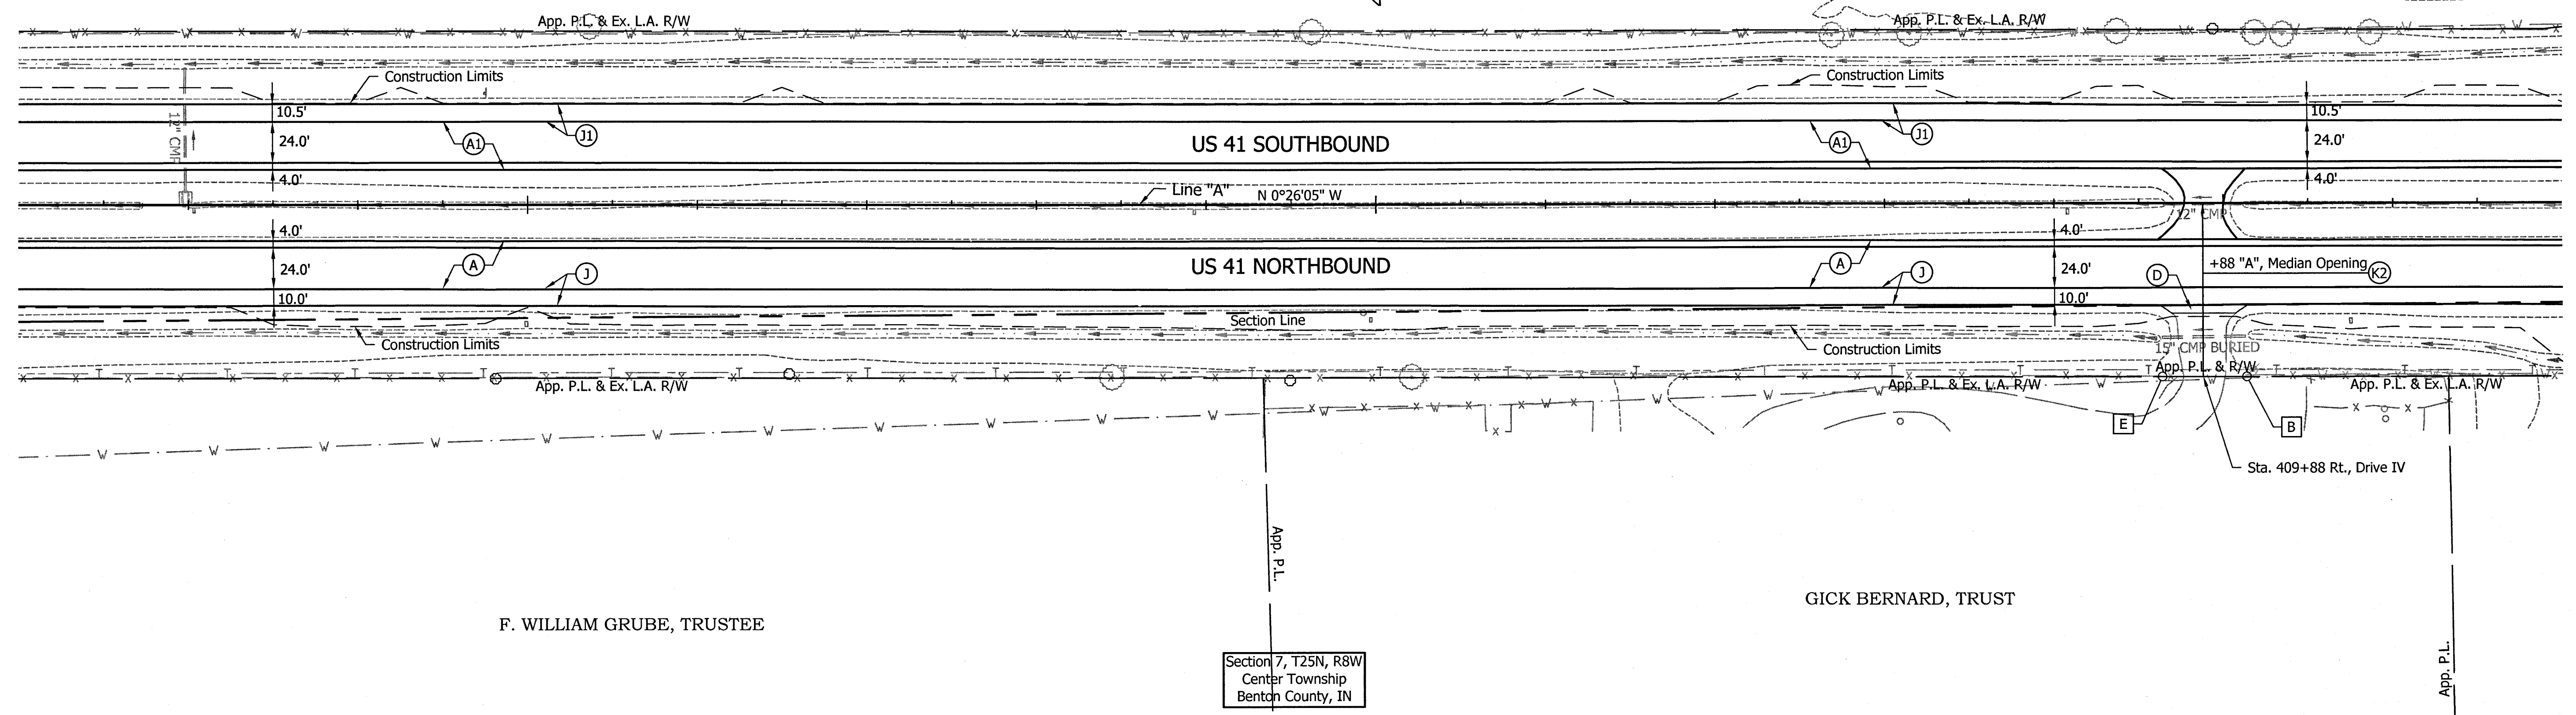 App. P.L. & Ex. L.A. R/W
App. P.L. & Ex. L.A. R/W
Construction Limits
Construction Limits
10.5'
10.5'
12" CMP
24.0'
A1
J1
US 41 SOUTHBOUND
A1
J1
24.0'
4.0'
4.0'
Line "A"
N 0°26'05" W
12" CMP
4.0'
4.0'
24.0'
A
J
US 41 NORTHBOUND
A
J
24.0'
D
+88 "A", Median Opening
K2
10.0'
10.0'
Section Line
Construction Limits
Construction Limits
15" CMP BURIED
App. P.L. & R/W
App. P.L. & Ex. L.A. R/W
App. P.L. & Ex. L.A. R/W
App. P.L. & Ex. L.A. R/W
E
B
Sta. 409+88 Rt., Drive IV
App. P.L.
GICK BERNARD, TRUST
F. WILLIAM GRUBE, TRUSTEE
App. P.L.
Section 7, T25N, R8W
Center Township
Benton County, IN